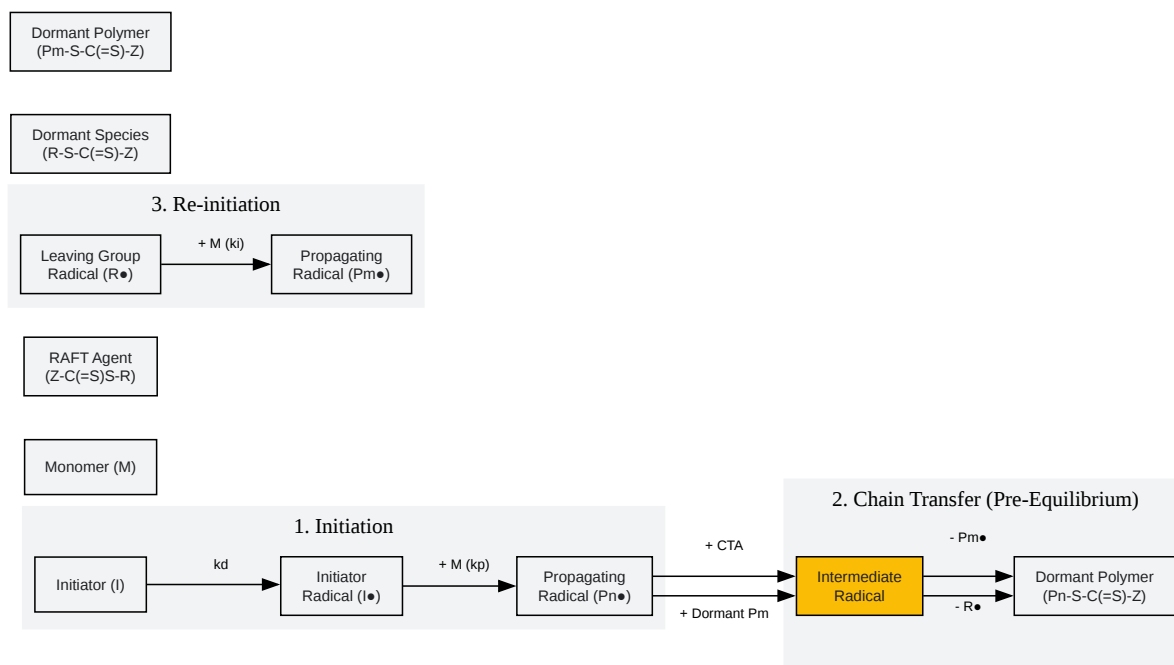 Dormant Polymer
(Pm-S-C(=S)-Z)
Dormant Species
(R-S-C(=S)-Z)
3. Re-initiation
Leaving Group
Radical (R●)
+ M (ki)
Propagating
Radical (Pm●)
RAFT Agent
(Z-C(=S)S-R)
Monomer (M)
1. Initiation
Initiator (I)
kd
Initiator
Radical (I●)
+ M (kp)
Propagating
Radical (Pn●)
+ CTA
+ Dormant Pm
2. Chain Transfer (Pre-Equilibrium)
Intermediate
Radical
- Pm●
- R●
Dormant Polymer
(Pn-S-C(=S)-Z)